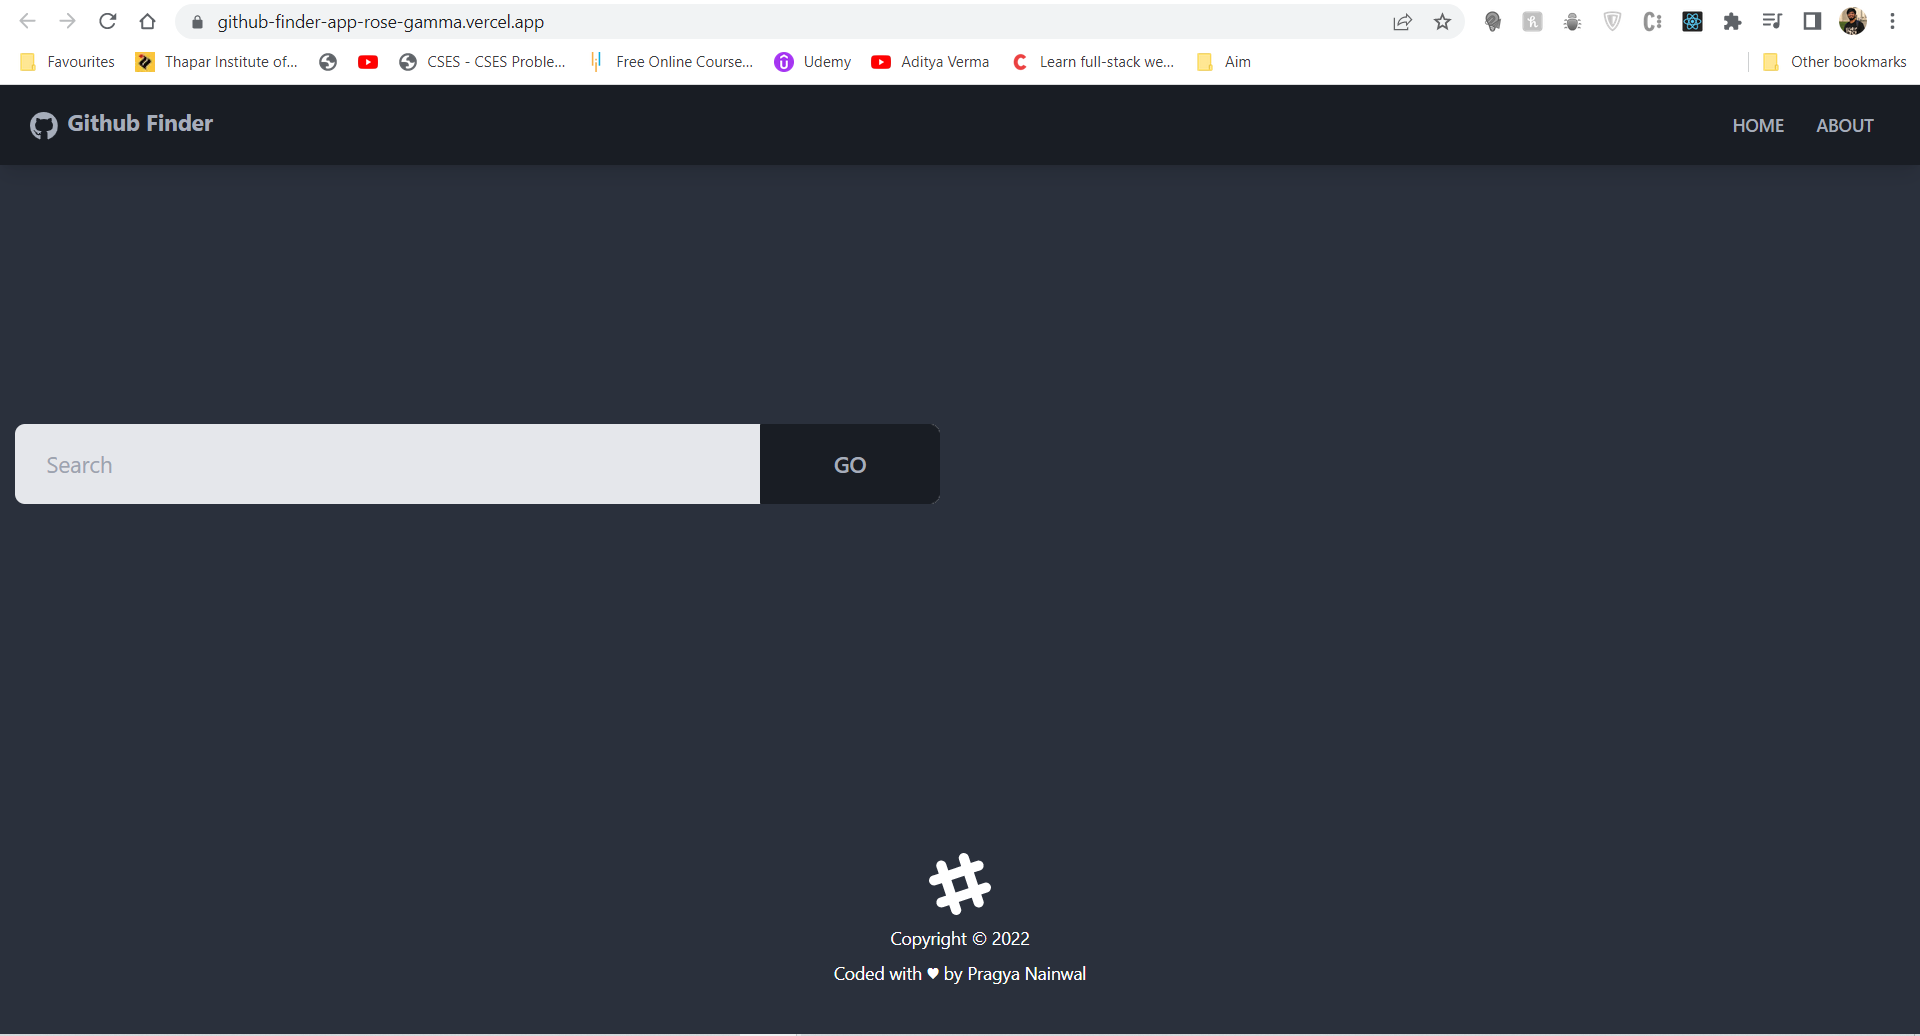 github-finder-app-rose-gamma.vercel.app
Favourites Thapar Institute of... CSES - CSES Proble... Free Online Course... Udemy Aditya Verma Learn full-stack we... Aim Other bookmarks
Github Finder HOME ABOUT
Search GO
Copyright © 2022
Coded with ♥ by Pragya Nainwal